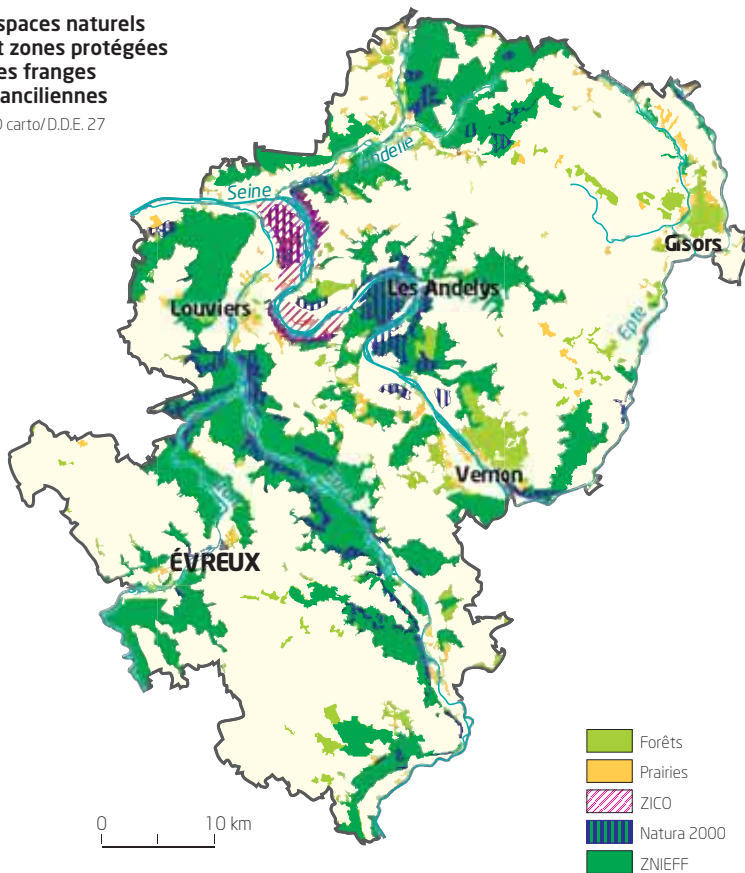 spaces naturels
t zones protégées
es franges
anciliennes
carto/D.D.E. 27
Andelle
Seine
Gisors
Les Andelys
Louviers
Epte
Vernon
Eure
ÉVREUX
Forêts
Prairies
ZICO
Natura 2000
ZNIEFF
0 10 km